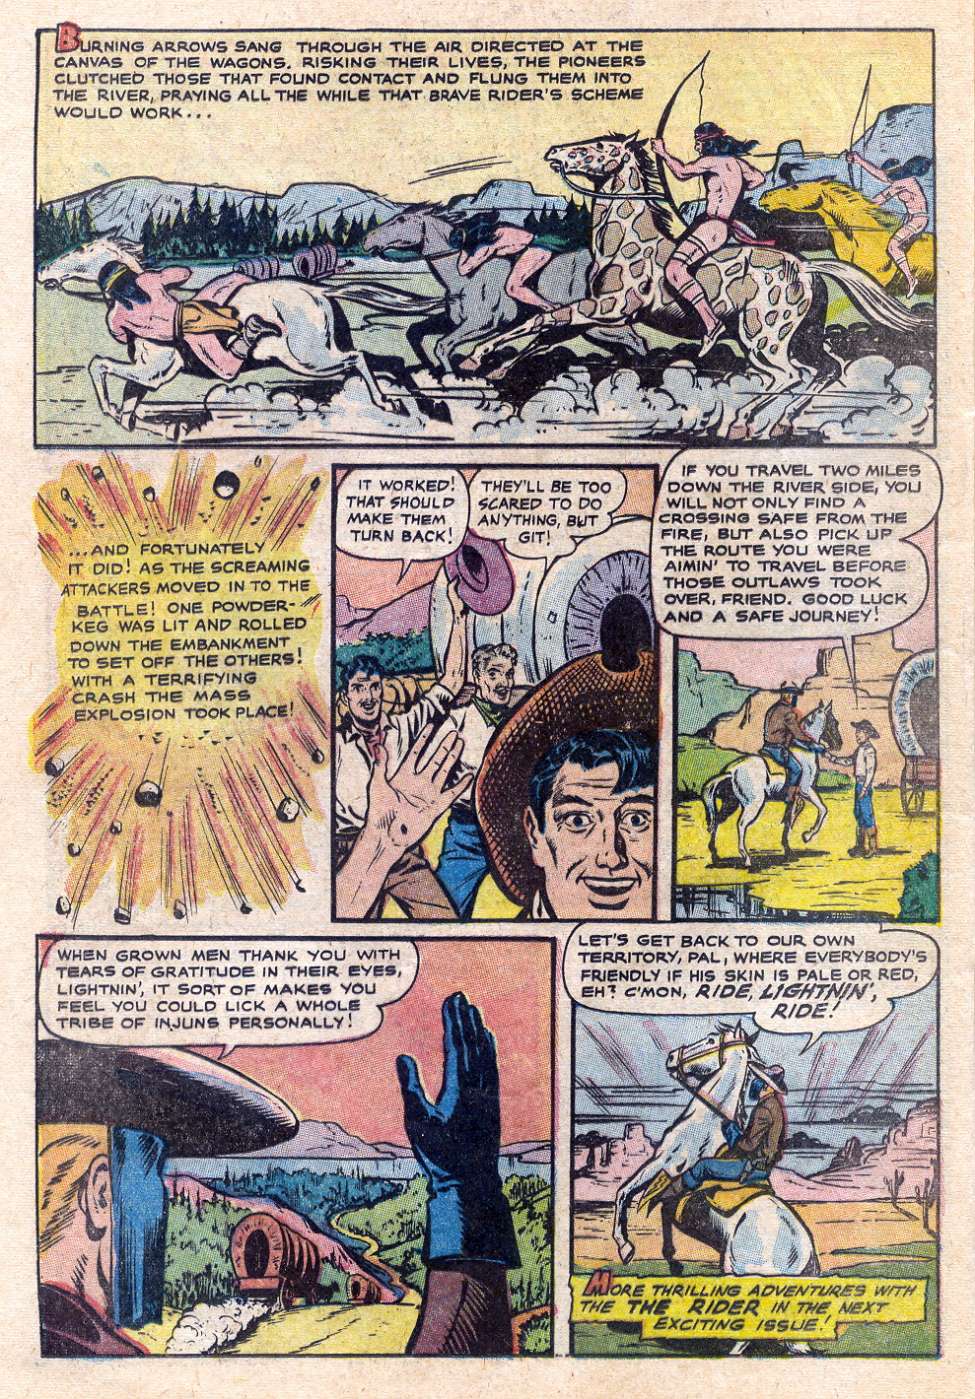 BURNING ARROWS SANG THROUGH THE AIR DIRECTED AT THE
CANVAS OF THE WAGONS. RISKING THEIR LIVES, THE PIONEERS
CLUTCHED THOSE THAT FOUND CONTACT AND FLUNG THEM INTO
THE RIVER, PRAYING ALL THE WHILE THAT BRAVE RIDER'S SCHEME
WOULD WORK...
...AND FORTUNATELY
IT DID! AS THE SCREAMING
ATTACKERS MOVED IN TO THE
BATTLE! ONE POWDER-
KEG WAS LIT AND ROLLED
DOWN THE EMBANKMENT
TO SET OFF THE OTHERS!
WITH A TERRIFYING
CRASH THE MASS
EXPLOSION TOOK PLACE!
IT WORKED!
THAT SHOULD
MAKE THEM
TURN BACK!
THEY'LL BE TOO
SCARED TO DO
ANYTHING, BUT
GIT!
IF YOU TRAVEL TWO MILES
DOWN THE RIVER SIDE, YOU
WILL NOT ONLY FIND A
CROSSING SAFE FROM THE
FIRE, BUT ALSO PICK UP
THE ROUTE YOU WERE
AIMIN' TO TRAVEL BEFORE
THOSE OUTLAWS TOOK
OVER, FRIEND. GOOD LUCK
AND A SAFE JOURNEY!
WHEN GROWN MEN THANK YOU WITH
TEARS OF GRATITUDE IN THEIR EYES,
LIGHTNIN', IT SORT OF MAKES YOU
FEEL YOU COULD LICK A WHOLE
TRIBE OF INJUNS PERSONALLY!
LET'S GET BACK TO OUR OWN
TERRITORY, PAL, WHERE EVERYBODY'S
FRIENDLY IF HIS SKIN IS PALE OR RED,
EH? C'MON, RIDE, LIGHTNIN',
RIDE!
MORE THRILLING ADVENTURES WITH
THE THE RIDER IN THE NEXT
EXCITING ISSUE!